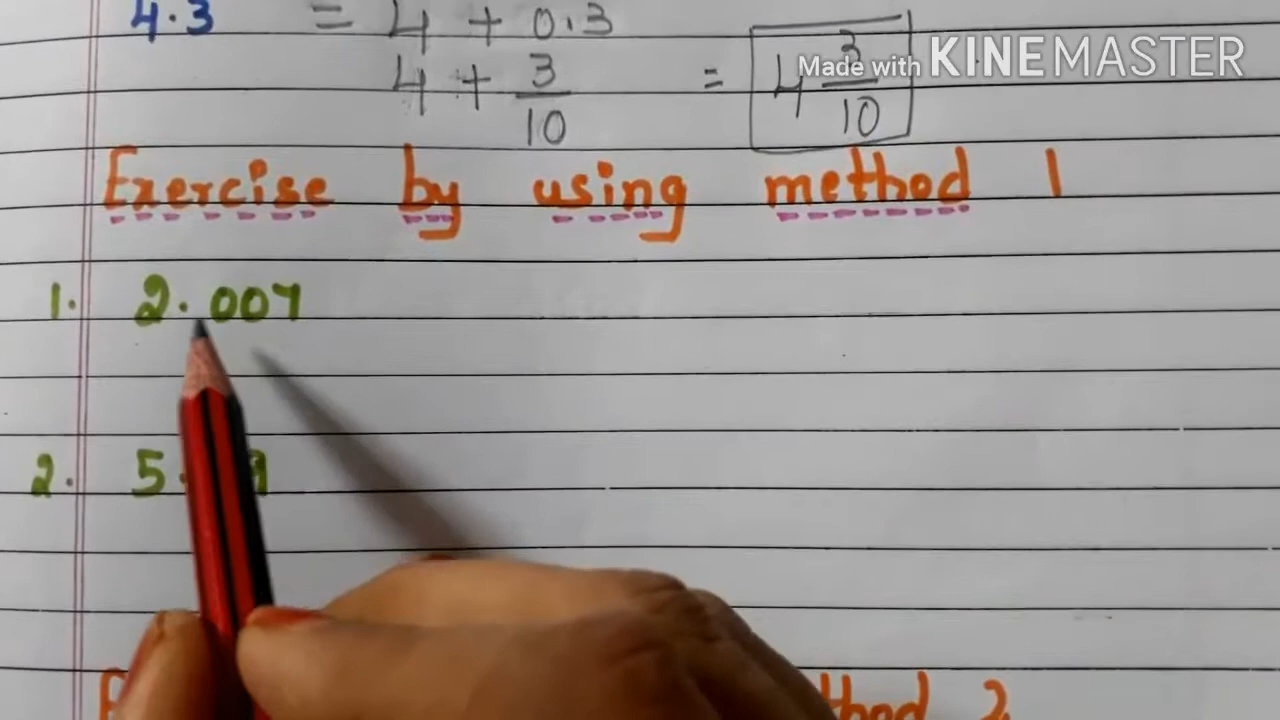 4.3 = 4 + 0.3
4 + 3/10 = 4 3/10
Made with KINEMASTER
Exercise by using method 1
1. 2.007
2. 5.
2